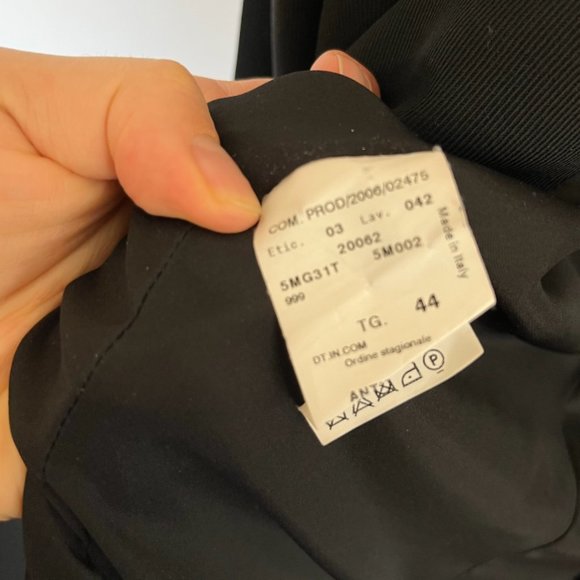 COM. PROD/2006/02475
Etic. 03 Lav. 042
20062
5MG31T 5M002
999
TG. 44
DT.IN.COM
Ordine stagionale
Made in Italy
P